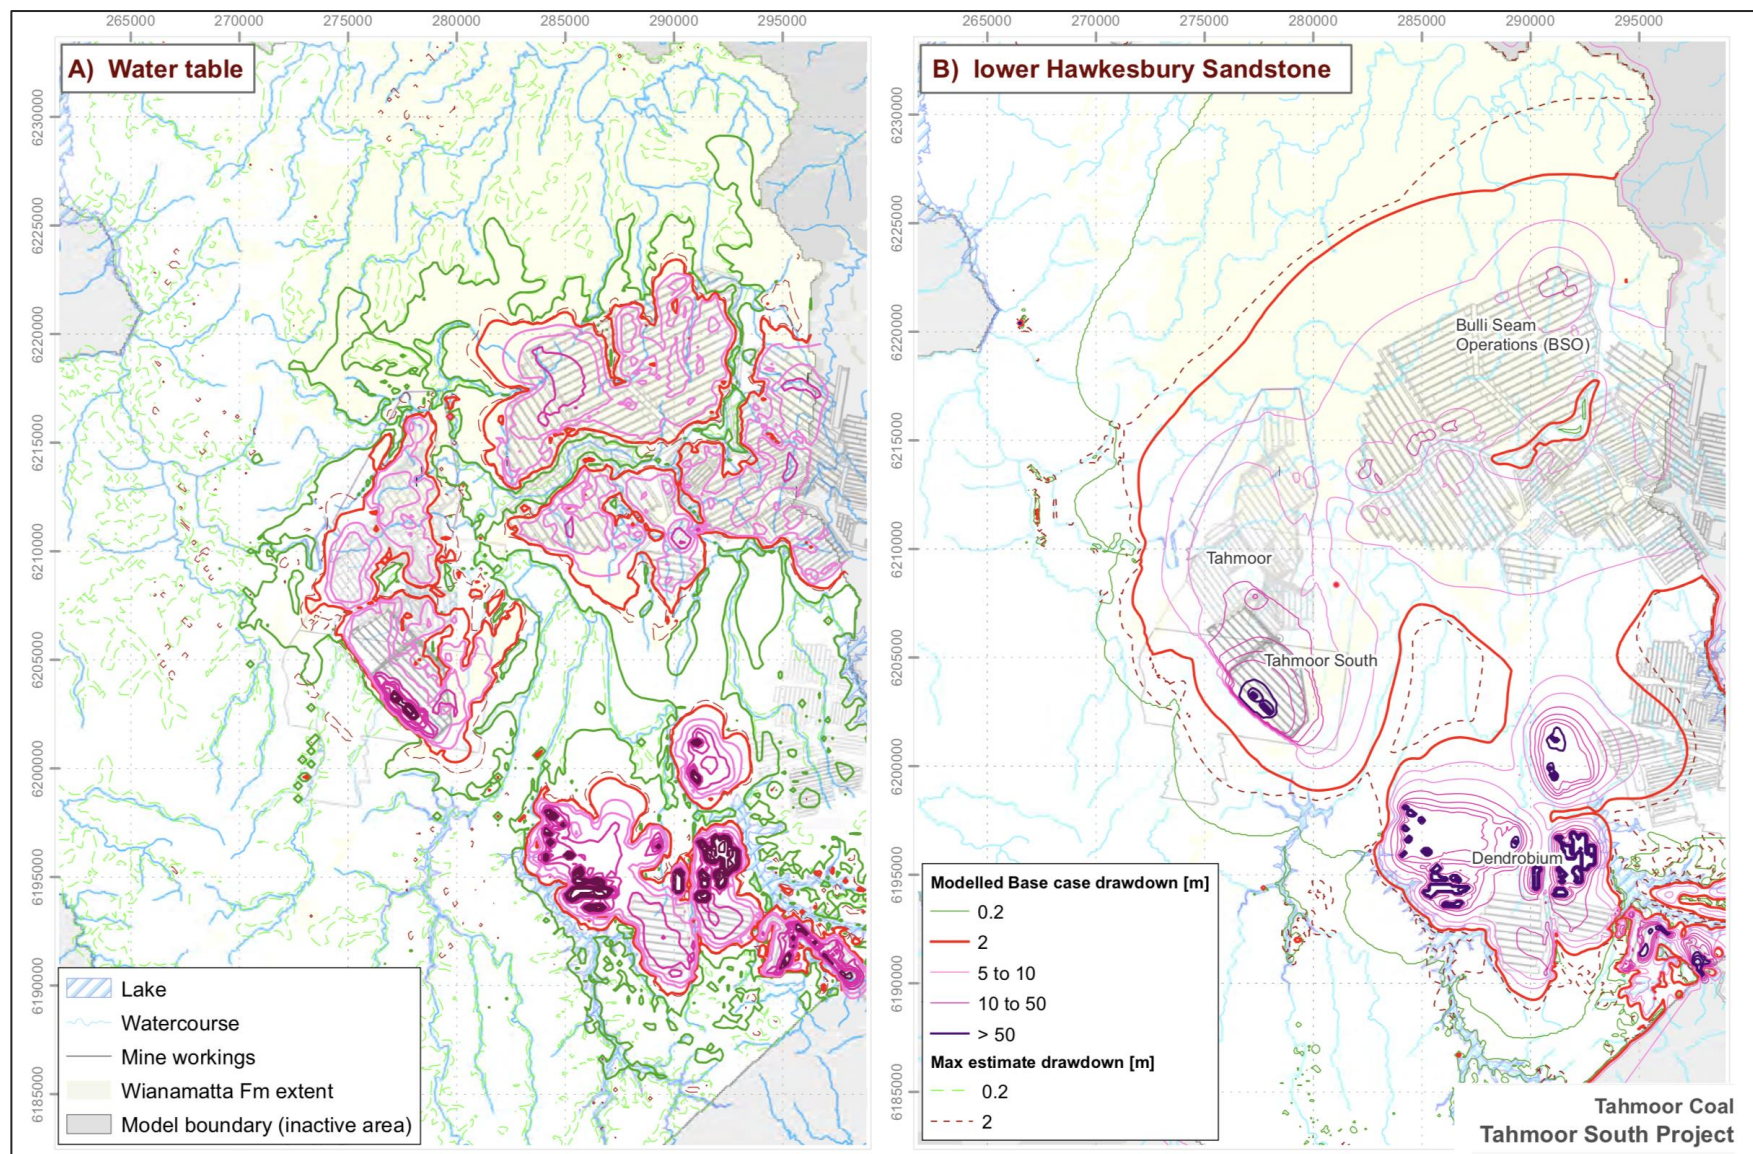 265000 270000 275000 280000 285000 290000 295000
265000 270000 275000 280000 285000 290000 295000
A) Water table
B) lower Hawkesbury Sandstone
6230000
6225000
6220000
6215000
6210000
6205000
6200000
6195000
6190000
6185000
Lake
Watercourse
Mine workings
Wianamatta Fm extent
Model boundary (inactive area)
6230000
6225000
6220000
6215000
6210000
6205000
6200000
6195000
6190000
6185000
Bulli Seam
Operations (BSO)
Tahmoor
Tahmoor South
Dendrobium
Modelled Base case drawdown [m]
0.2
2
5 to 10
10 to 50
> 50
Max estimate drawdown [m]
0.2
2
Tahmoor Coal
Tahmoor South Project